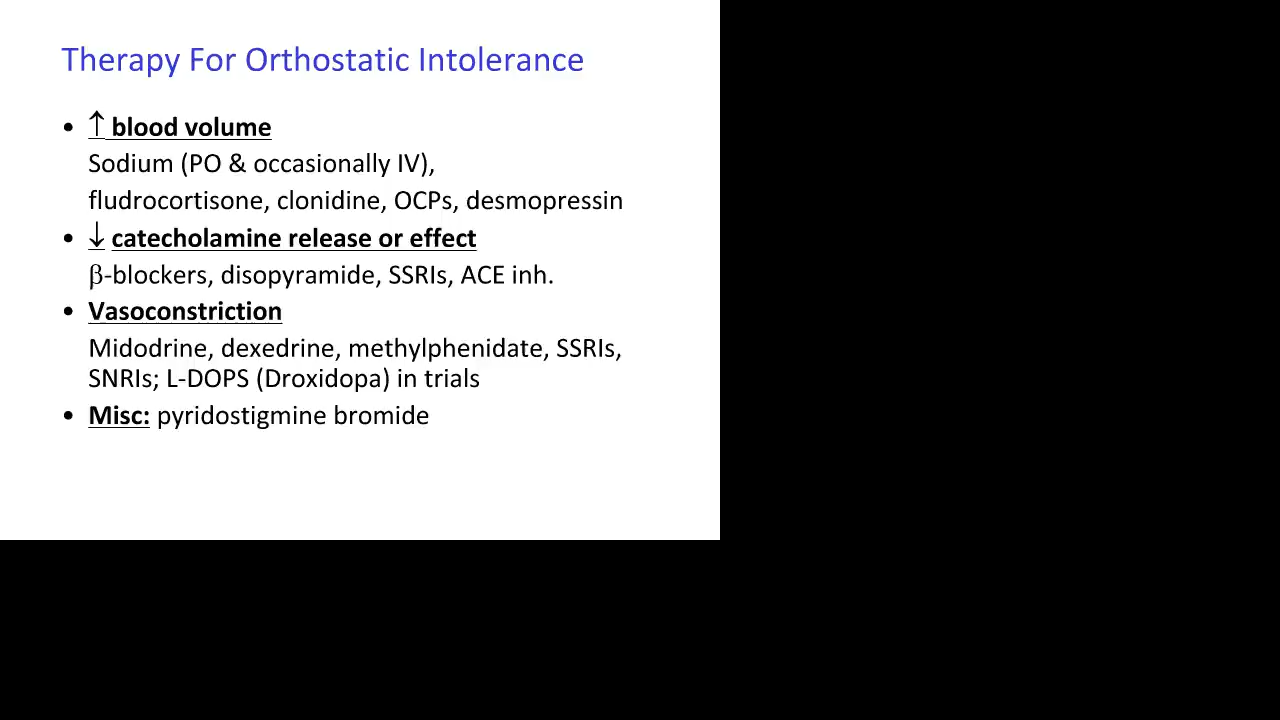 Therapy For Orthostatic Intolerance
• ↑ blood volume
Sodium (PO & occasionally IV),
fludrocortisone, clonidine, OCPs, desmopressin
• ↓ catecholamine release or effect
β-blockers, disopyramide, SSRIs, ACE inh.
• Vasoconstriction
Midodrine, dexedrine, methylphenidate, SSRIs,
SNRIs; L-DOPS (Droxidopa) in trials
• Misc: pyridostigmine bromide